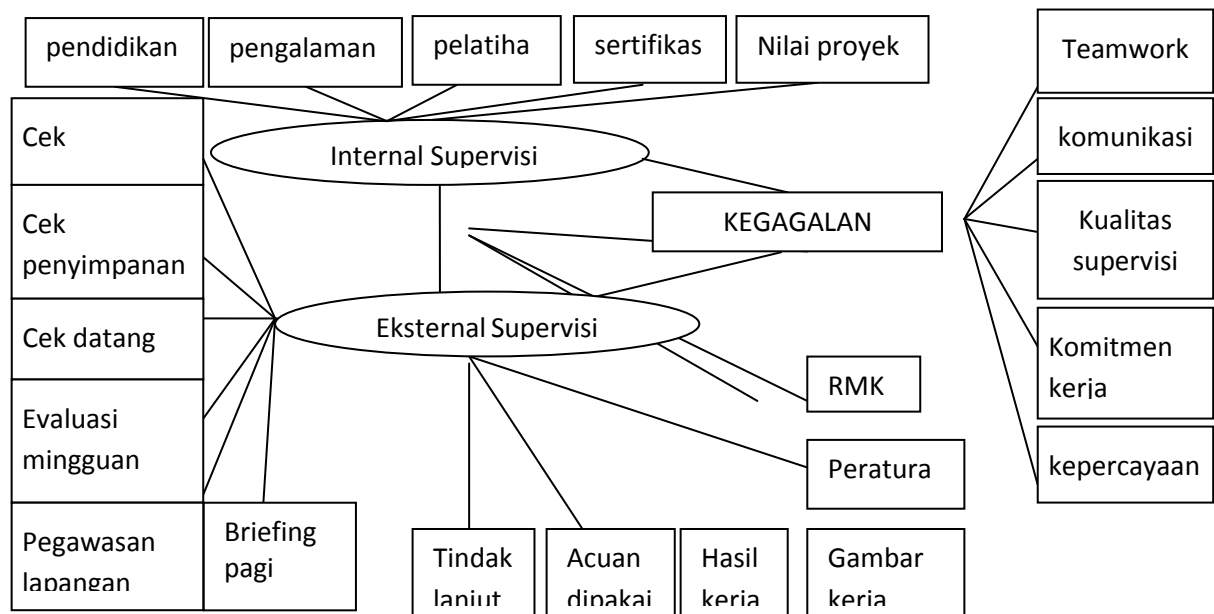 pendidikan
pengalaman
pelatiha
sertifikas
Nilai proyek
Teamwork
Cek
Internal Supervisi
komunikasi
Cek
penyimpanan
KEGAGALAN
Kualitas
supervisi
Cek datang
Eksternal Supervisi
Komitmen
kerja
RMK
Evaluasi
mingguan
Peratura
kepercayaan
Pegawasan
lapangan
Briefing
pagi
Tindak
lanjut
Acuan
dipakai
Hasil
kerja
Gambar
kerja